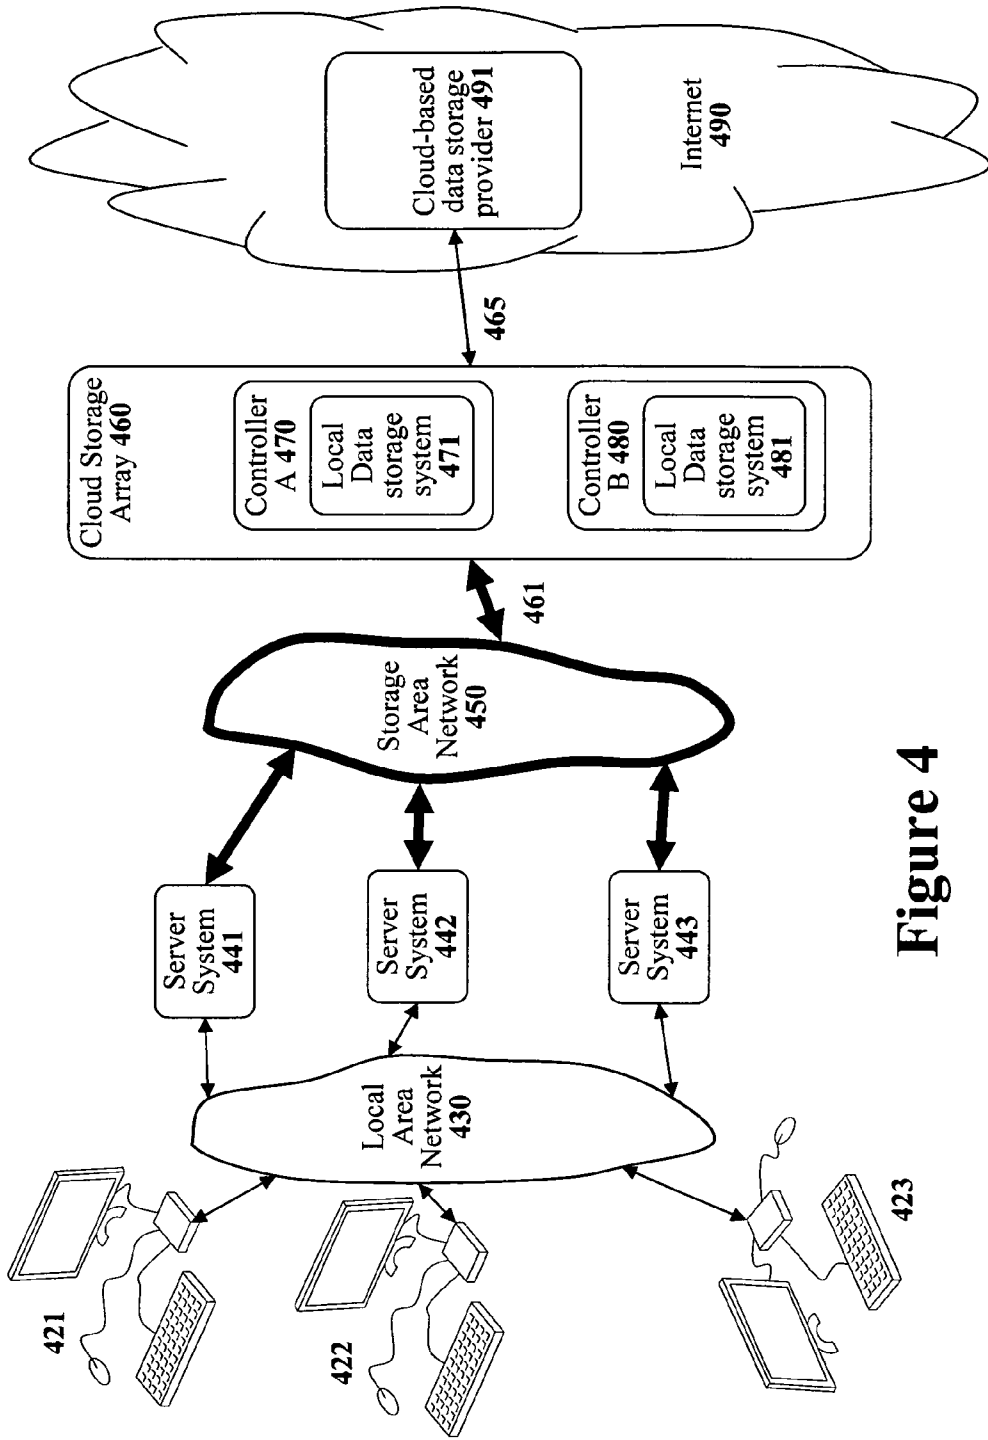 421
422
423
Local
Area
Network
430
Server
System
441
Server
System
442
Server
System
443
Storage
Area
Network
450
461
Cloud Storage
Array 460
Controller
A 470
Local
Data
storage
system
471
Controller
B 480
Local
Data
storage
system
481
465
Cloud-based
data storage
provider 491
Internet
490
Figure 4